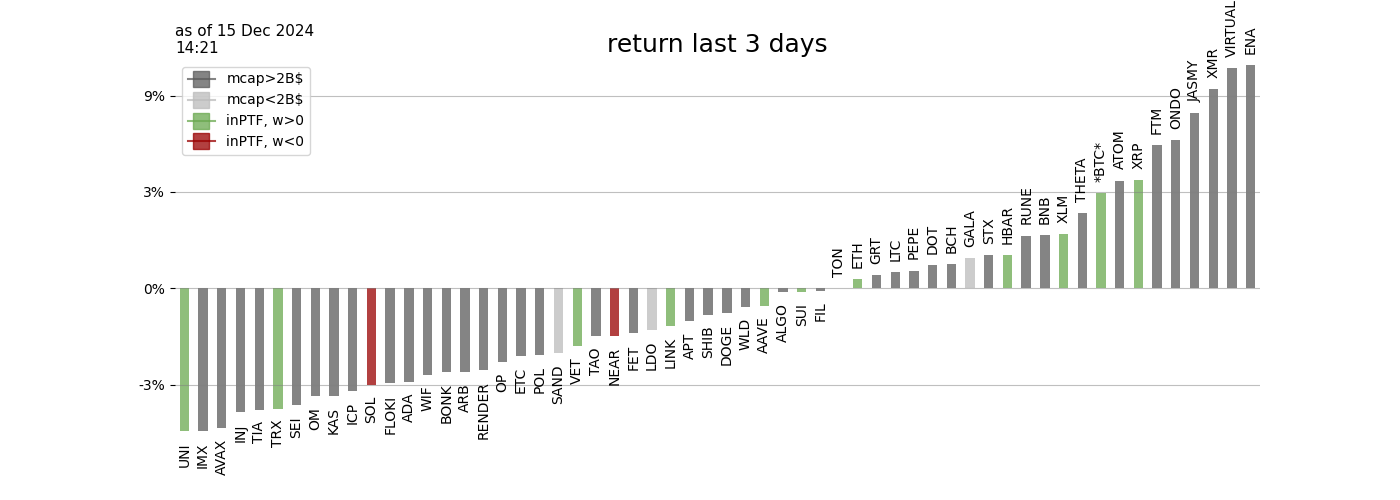 as of 15 Dec 2024
14:21
return last 3 days
mcap>2B$
mcap<2B$
inPTF, w>0
inPTF, w<0
9%
3%
0%
-3%
UNI
IMX
AVAX
INJ
TIA
TRX
SEI
OM
KAS
ICP
SOL
FLOKI
ADA
WIF
BONK
ARB
RENDER
OP
ETC
POL
SAND
VET
TAO
NEAR
FET
LDO
LINK
APT
SHIB
DOGE
WLD
AAVE
ALGO
SUI
FIL
TON
ETH
GRT
LTC
PEPE
DOT
BCH
GALA
STX
HBAR
RUNE
BNB
XLM
THETA
*BTC*
ATOM
XRP
FTM
ONDO
JASMY
XMR
VIRTUAL
ENA